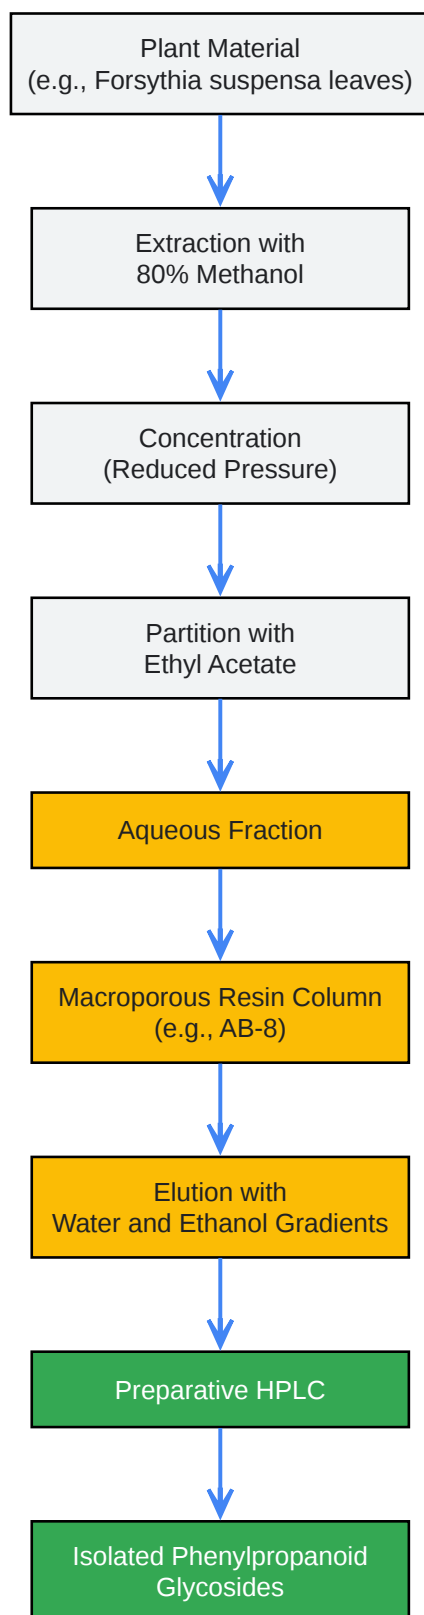 Plant Material
(e.g., Forsythia suspensa leaves)
Extraction with
80% Methanol
Concentration
(Reduced Pressure)
Partition with
Ethyl Acetate
Aqueous Fraction
Macroporous Resin Column
(e.g., AB-8)
Elution with
Water and Ethanol Gradients
Preparative HPLC
Isolated Phenylpropanoid
Glycosides